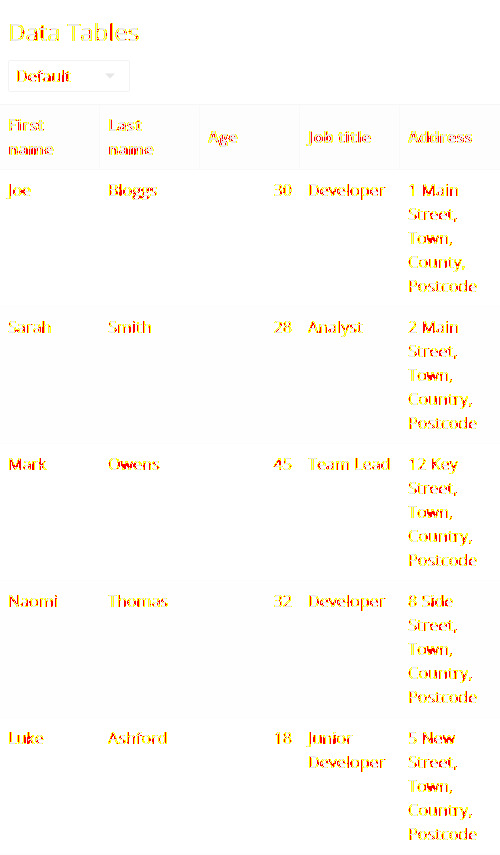 Data Tables
Default
First name
Last name
Age
Job title
Address
Joe Bloggs 30 Developer 1 Main
Street,
Town,
County,
Postcode
Sarah Smith 28 Analyst 2 Main
Street,
Town,
Country,
Postcode
Mark Owens 45 Team Lead 12 Key
Street,
Town,
Country,
Postcode
Naomi Thomas 32 Developer 8 Side
Street,
Town,
Country,
Postcode
Luke Ashford 18 Junior 5 New
Developer Street,
Town,
Country,
Postcode